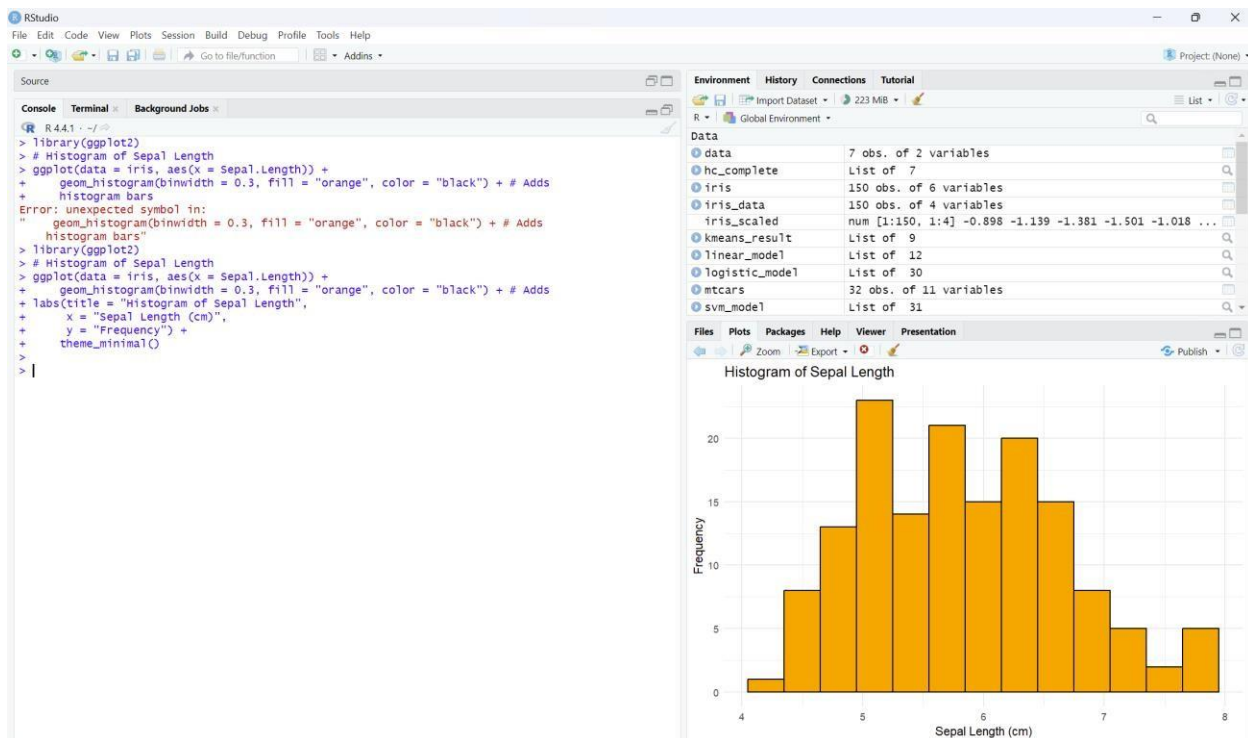 RStudio
File Edit Code View Plots Session Build Debug Profile Tools Help
Go to file/function Addins Project: (None)
Source
Console Terminal Background Jobs
R 4.4.1 · ~/
> library(ggplot2)
> # Histogram of Sepal Length
> ggplot(data = iris, aes(x = Sepal.Length)) +
+     geom_histogram(binwidth = 0.3, fill = "orange", color = "black") + # Adds
+     histogram bars
Error: unexpected symbol in:
"    geom_histogram(binwidth = 0.3, fill = "orange", color = "black") + # Adds
    histogram bars"
> library(ggplot2)
> # Histogram of Sepal Length
> ggplot(data = iris, aes(x = Sepal.Length)) +
+     geom_histogram(binwidth = 0.3, fill = "orange", color = "black") + # Adds
+ labs(title = "Histogram of Sepal Length",
+      x = "Sepal Length (cm)",
+      y = "Frequency") +
+     theme_minimal()
>
>
Environment History Connections Tutorial
Import Dataset 223 MiB List
R Global Environment
Data
data 7 obs. of 2 variables
hc_complete List of 7
iris 150 obs. of 6 variables
iris_data 150 obs. of 4 variables
iris_scaled num [1:150, 1:4] -0.898 -1.139 -1.381 -1.501 -1.018 ...
kmeans_result List of 9
linear_model List of 12
logistic_model List of 30
mtcars 32 obs. of 11 variables
svm_model List of 31
Files Plots Packages Help Viewer Presentation
Zoom Export Publish
Histogram of Sepal Length
20
15
10
5
0
Frequency
4 5 6 7 8
Sepal Length (cm)